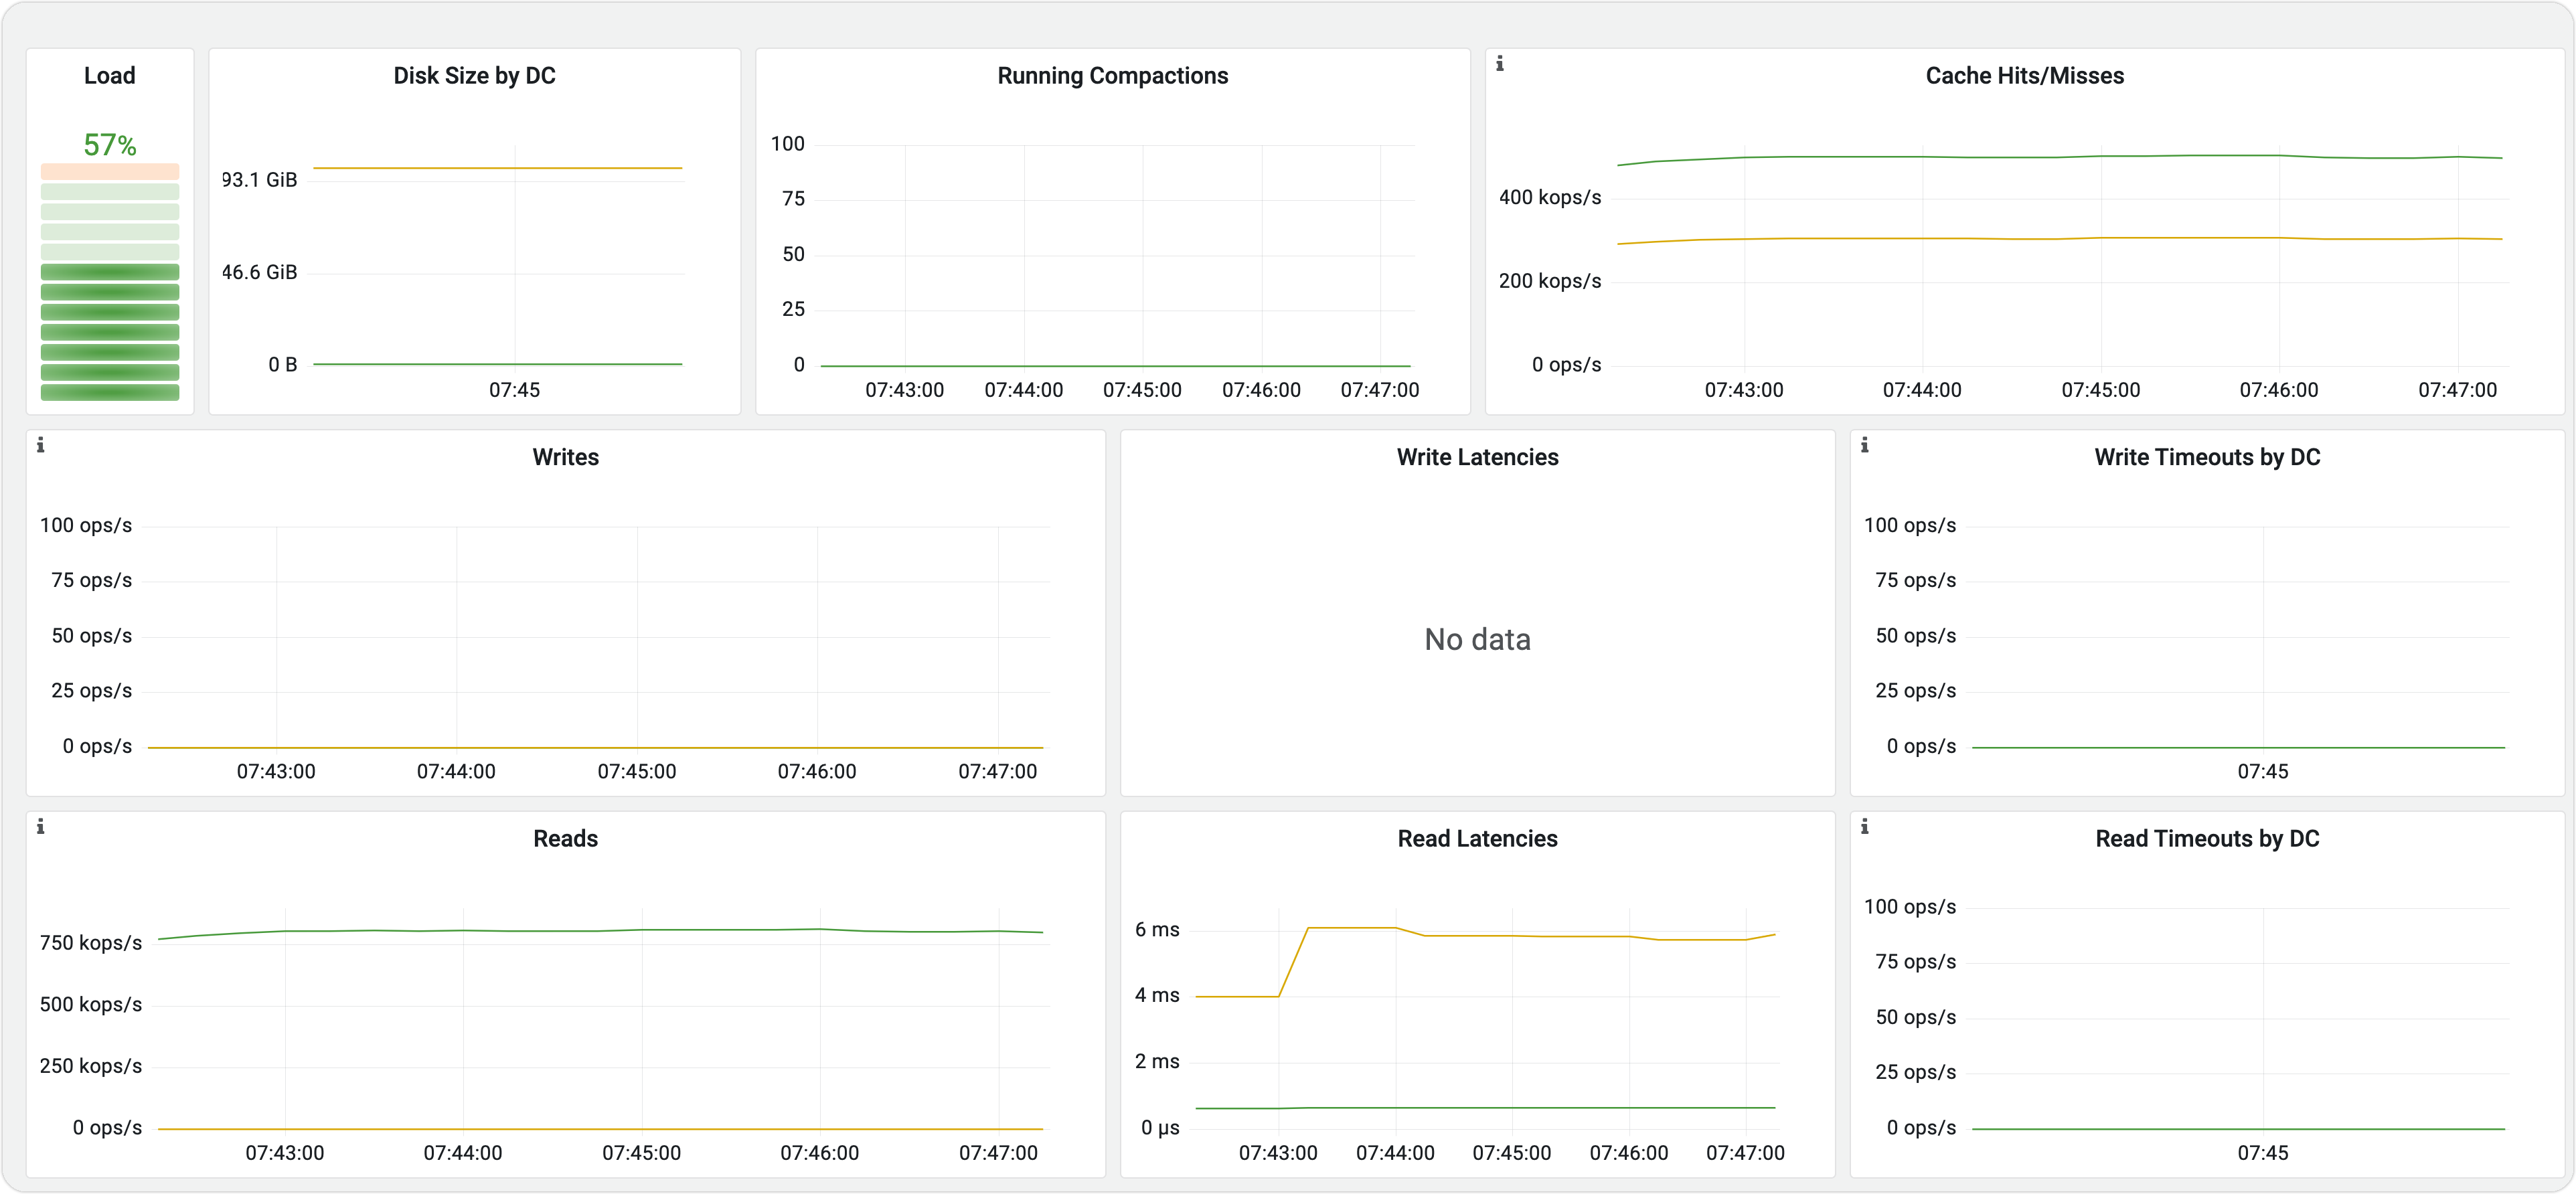 Load
57%
Disk Size by DC
93.1 GiB
46.6 GiB
0 B
07:45
Running Compactions
100
75
50
25
0
07:43:00 07:44:00 07:45:00 07:46:00 07:47:00
i
Cache Hits/Misses
400 kops/s
200 kops/s
0 ops/s
07:43:00 07:44:00 07:45:00 07:46:00 07:47:00
i
Writes
100 ops/s
75 ops/s
50 ops/s
25 ops/s
0 ops/s
07:43:00 07:44:00 07:45:00 07:46:00 07:47:00
Write Latencies
No data
i
Write Timeouts by DC
100 ops/s
75 ops/s
50 ops/s
25 ops/s
0 ops/s
07:45
i
Reads
750 kops/s
500 kops/s
250 kops/s
0 ops/s
07:43:00 07:44:00 07:45:00 07:46:00 07:47:00
Read Latencies
6 ms
4 ms
2 ms
0 µs
07:43:00 07:44:00 07:45:00 07:46:00 07:47:00
i
Read Timeouts by DC
100 ops/s
75 ops/s
50 ops/s
25 ops/s
0 ops/s
07:45